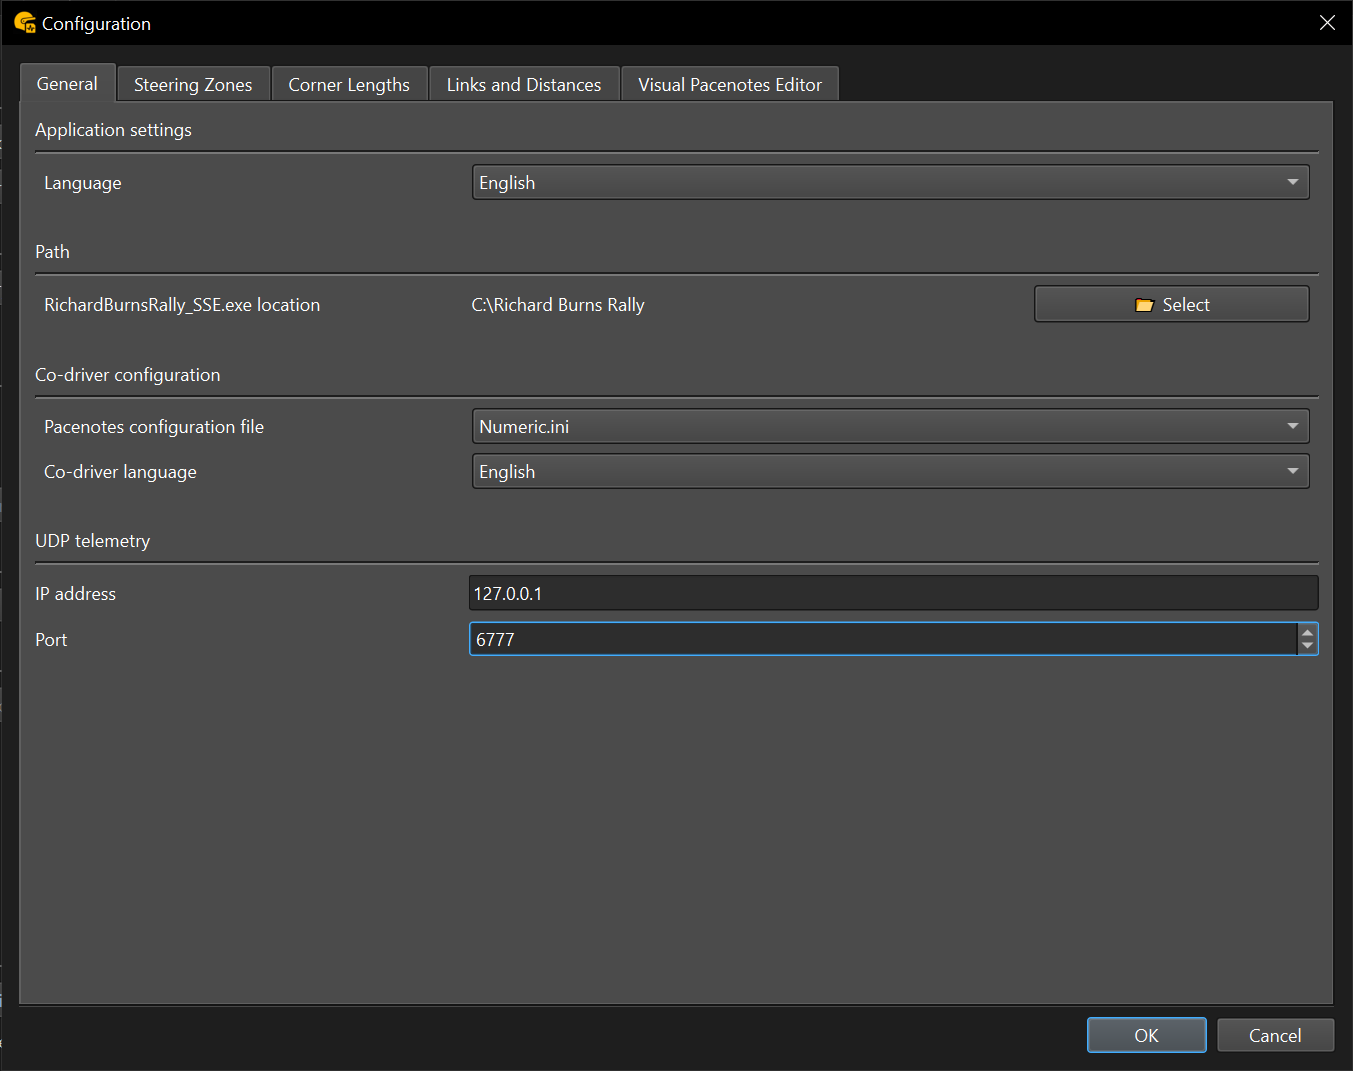 Configuration
General Steering Zones Corner Lengths Links and Distances Visual Pacenotes Editor
Application settings
Language English
Path
RichardBurnsRally_SSE.exe location C:\Richard Burns Rally Select
Co-driver configuration
Pacenotes configuration file Numeric.ini
Co-driver language English
UDP telemetry
IP address 127.0.0.1
Port 6777
OK Cancel